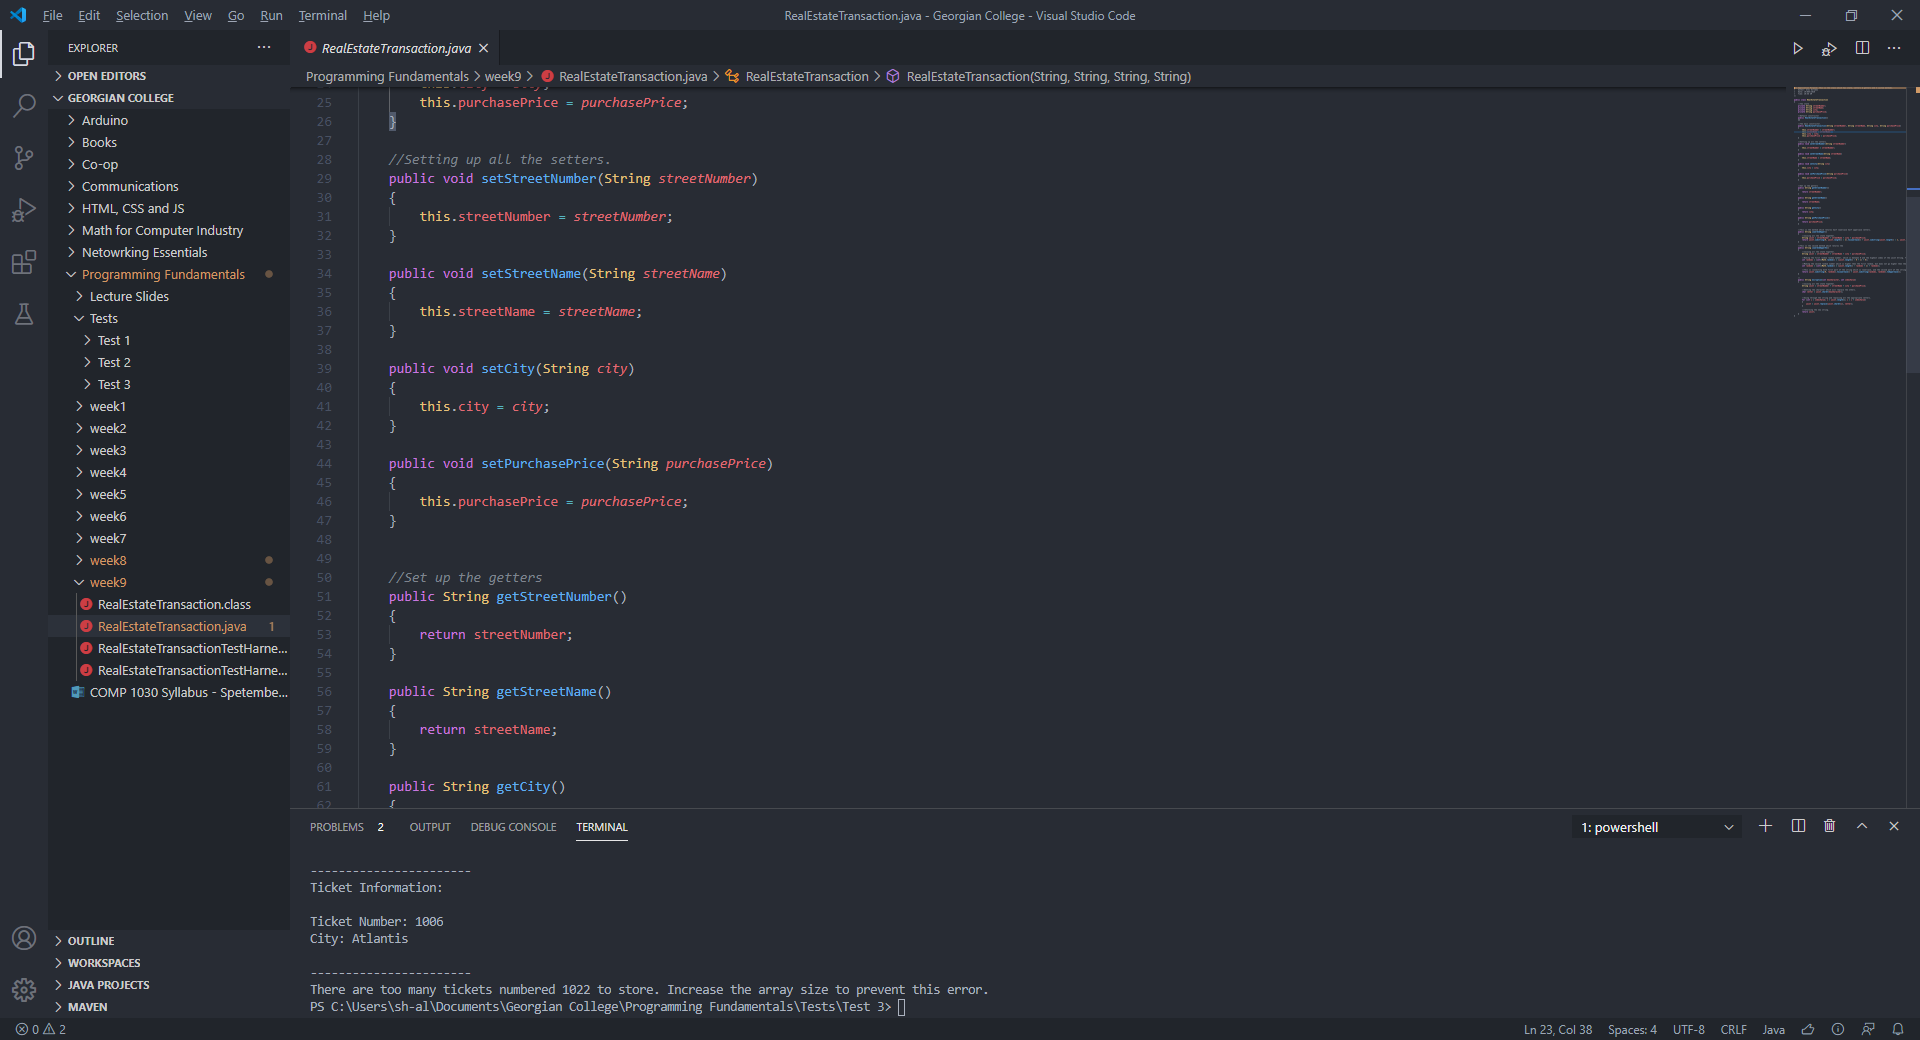 File Edit Selection View Go Run Terminal Help
RealEstateTransaction.java - Georgian College - Visual Studio Code
EXPLORER
OPEN EDITORS
GEORGIAN COLLEGE
Arduino
Books
Co-op
Communications
HTML, CSS and JS
Math for Computer Industry
Netowrking Essentials
Programming Fundamentals
Lecture Slides
Tests
Test 1
Test 2
Test 3
week1
week2
week3
week4
week5
week6
week7
week8
week9
RealEstateTransaction.class
RealEstateTransaction.java 1
RealEstateTransactionTestHarne...
RealEstateTransactionTestHarne...
COMP 1030 Syllabus - Spetembe...
OUTLINE
WORKSPACES
JAVA PROJECTS
MAVEN
RealEstateTransaction.java
Programming Fundamentals > week9 > RealEstateTransaction.java > RealEstateTransaction > RealEstateTransaction(String, String, String, String)
25 this.purchasePrice = purchasePrice;
26 }
27
28 //Setting up all the setters.
29 public void setStreetNumber(String streetNumber)
30 {
31 this.streetNumber = streetNumber;
32 }
33
34 public void setStreetName(String streetName)
35 {
36 this.streetName = streetName;
37 }
38
39 public void setCity(String city)
40 {
41 this.city = city;
42 }
43
44 public void setPurchasePrice(String purchasePrice)
45 {
46 this.purchasePrice = purchasePrice;
47 }
48
49
50 //Set up the getters
51 public String getStreetNumber()
52 {
53 return streetNumber;
54 }
55
56 public String getStreetName()
57 {
58 return streetName;
59 }
60
61 public String getCity()
62 {
PROBLEMS 2 OUTPUT DEBUG CONSOLE TERMINAL
1: powershell
-----------------------
Ticket Information:
Ticket Number: 1006
City: Atlantis
-----------------------
There are too many tickets numbered 1022 to store. Increase the array size to prevent this error.
PS C:\Users\sh-al\Documents\Georgian College\Programming Fundamentals\Tests\Test 3>
0 2
Ln 23, Col 38 Spaces: 4 UTF-8 CRLF Java